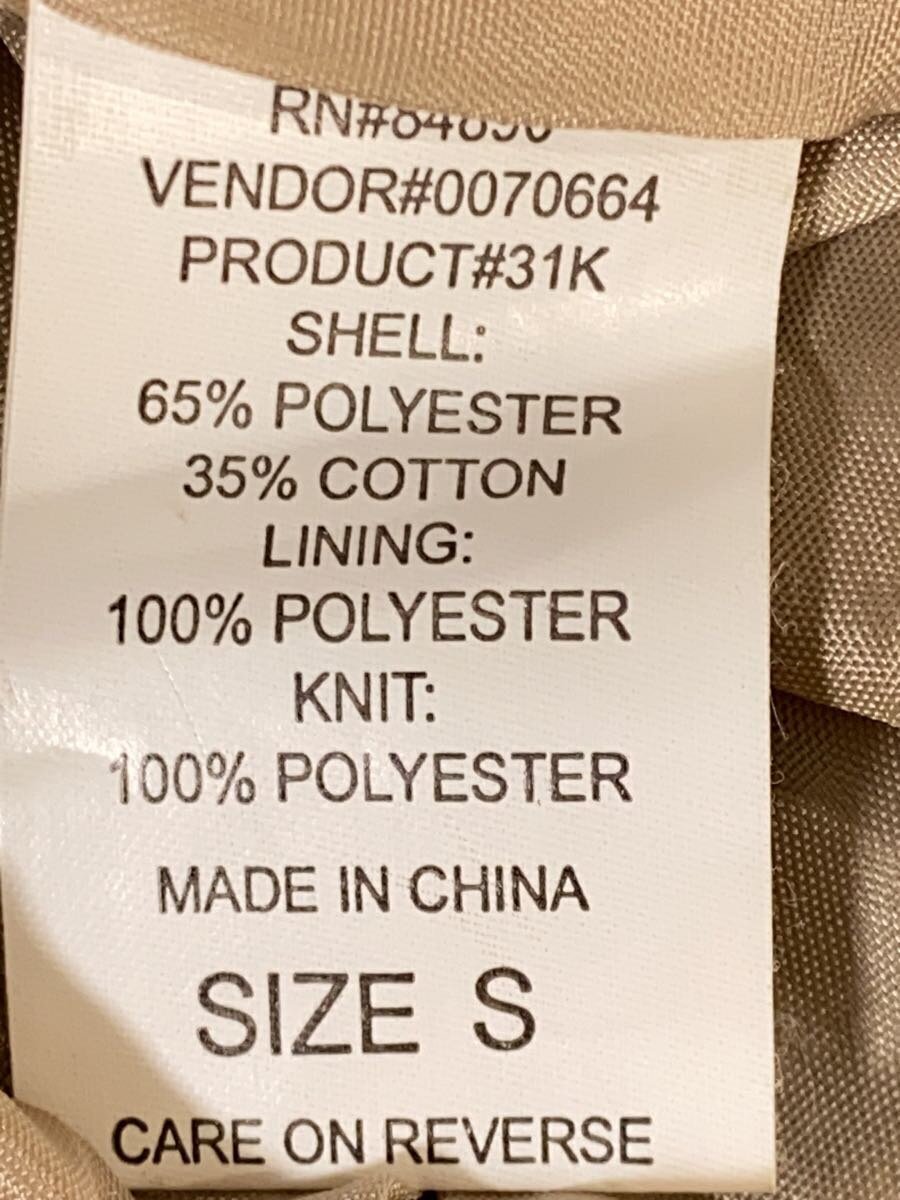 VENDOR#0070664
PRODUCT#31K
SHELL:
65% POLYESTER
35% COTTON
LINING:
100% POLYESTER
KNIT:
100% POLYESTER
MADE IN CHINA
SIZE S
CARE ON REVERSE